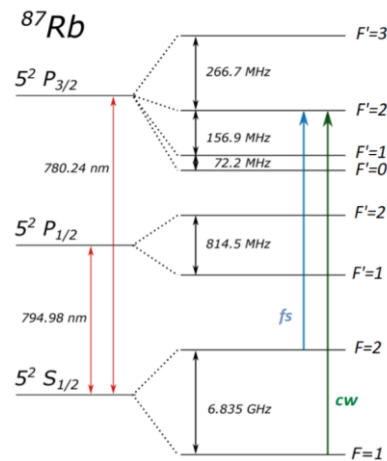 ⁸⁷Rb
F'=3
266.7 MHz
5² P₃/₂
F'=2
156.9 MHz
F'=1
72.2 MHz
F'=0
780.24 nm
F'=2
5² P₁/₂
814.5 MHz
F'=1
794.98 nm
fs
F=2
5² S₁/₂
cw
6.835 GHz
F=1